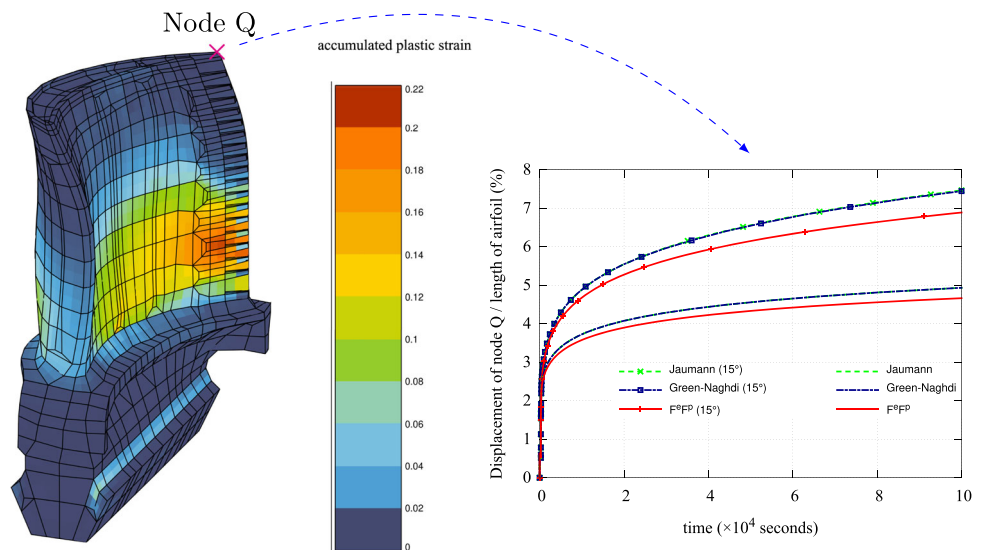 Node Q
accumulated plastic strain
0.22
0.2
0.18
0.16
0.14
0.12
0.1
0.08
0.06
0.04
0.02
0
Displacement of node Q / length of airfoil (%)
8
7
6
5
4
3
2
1
0
Jaumann (15°)
Green-Naghdi (15°)
FᵉFᵖ (15°)
Jaumann
Green-Naghdi
FᵉFᵖ
0 2 4 6 8 10
time (×10⁴ seconds)